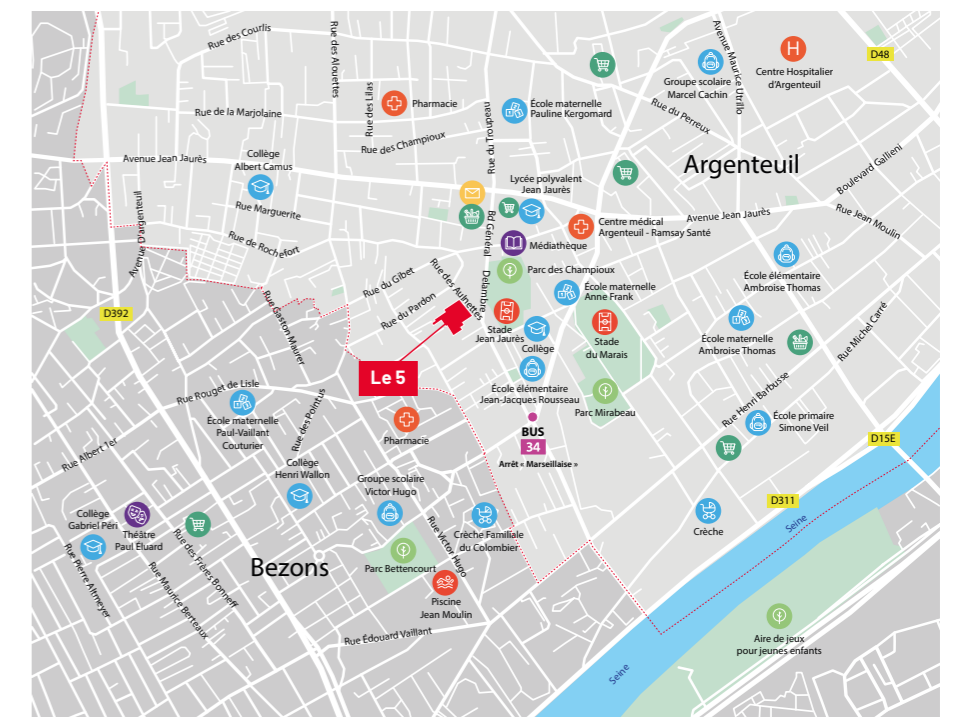 Rue des Courlis
Rue des Alouettes
Avenue Maurice Utrillo
H
D48
Centre Hospitalier
d'Argenteuil
Groupe scolaire
Marcel Cachin
Rue de la Marjolaine
Rue des Lilas
Pharmacie
École maternelle
Pauline Kergomard
Rue du Perreux
Rue des Champioux
Rue du Troupeau
Avenue Jean Jaurès
Collège
Albert Camus
Argenteuil
Boulevard Gallieni
Lycée polyvalent
Jean Jaurès
Rue Marguerite
Avenue D'argenteuil
Bd Général Delambre
Centre médical
Argenteuil - Ramsay Santé
Avenue Jean Jaurès
Rue Jean Moulin
Rue de Rochefort
Médiathèque
Rue du Gibet
Rue des Aulnettes
Parc des Champioux
École élémentaire
Ambroise Thomas
Rue Gaston Maurer
Rue du Pardon
École maternelle
Anne Frank
D392
Stade
Jean Jaurès
Collège
Stade
du Marais
École maternelle
Ambroise Thomas
Rue Michel Carré
Le 5
Rue Rouget de Lisle
École élémentaire
Jean-Jacques Rousseau
Parc Mirabeau
Rue Henri Barbusse
École maternelle
Paul-Vaillant
Couturier
Rue des Pointus
Pharmacie
BUS
34
Arrêt « Marseillaise »
École primaire
Simone Veil
D15E
Rue Albert 1er
Collège
Henri Wallon
Groupe scolaire
Victor Hugo
D311
Collège
Gabriel Péri
Théâtre
Paul Éluard
Rue des Frères Bonneff
Rue Victor Hugo
Crèche Familiale
du Colombier
Crèche
Seine
Rue Pierre Altmeyer
Rue Maurice Berteaux
Bezons
Parc Bettencourt
Piscine
Jean Moulin
Rue Édouard Vaillant
Aire de jeux
pour jeunes enfants
Seine